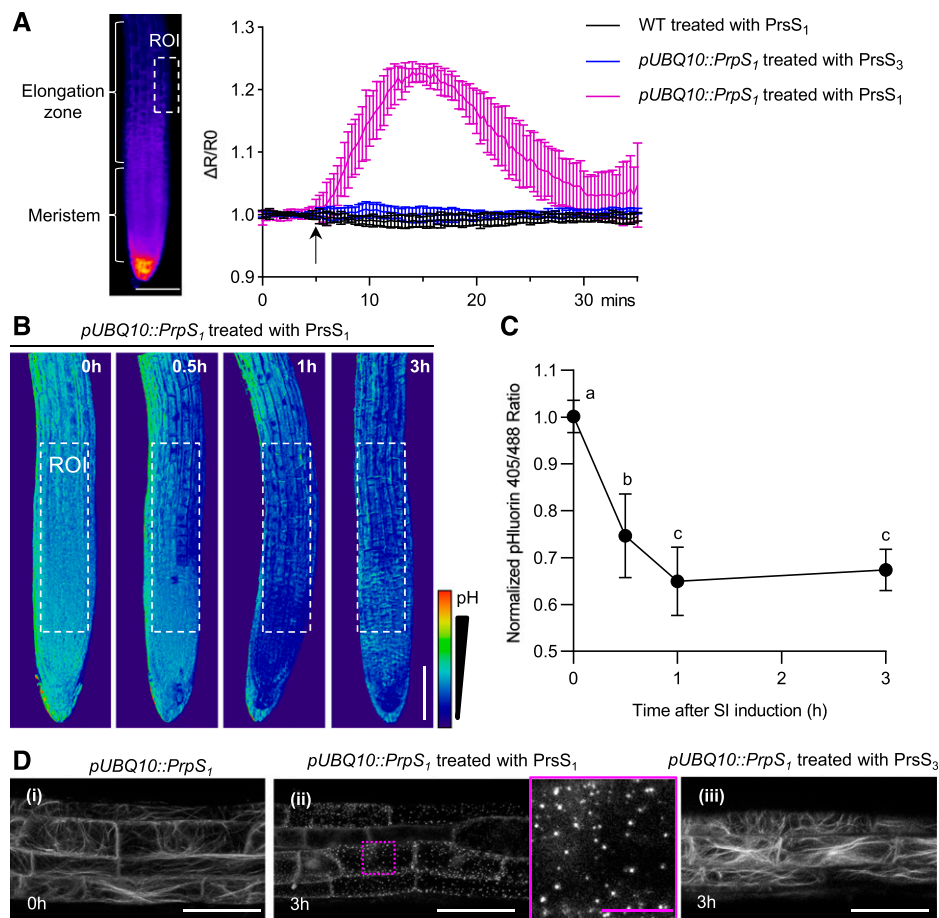 A
ROI
Elongation
zone
Meristem
ΔR/R0
1.3
1.2
1.1
1.0
0.9
0
10
20
30
mins
WT treated with PrsS₁
pUBQ10::PrpS₁ treated with PrsS₃
pUBQ10::PrpS₁ treated with PrsS₁
B
pUBQ10::PrpS₁ treated with PrsS₁
0h
0.5h
1h
3h
ROI
pH
C
Normalized pHluorin 405/488 Ratio
1.1
1.0
0.9
0.8
0.7
0.6
0.5
a
b
c
c
0
1
2
3
Time after SI induction (h)
D
pUBQ10::PrpS₁
pUBQ10::PrpS₁ treated with PrsS₁
pUBQ10::PrpS₁ treated with PrsS₃
(i)
(ii)
(iii)
0h
3h
3h